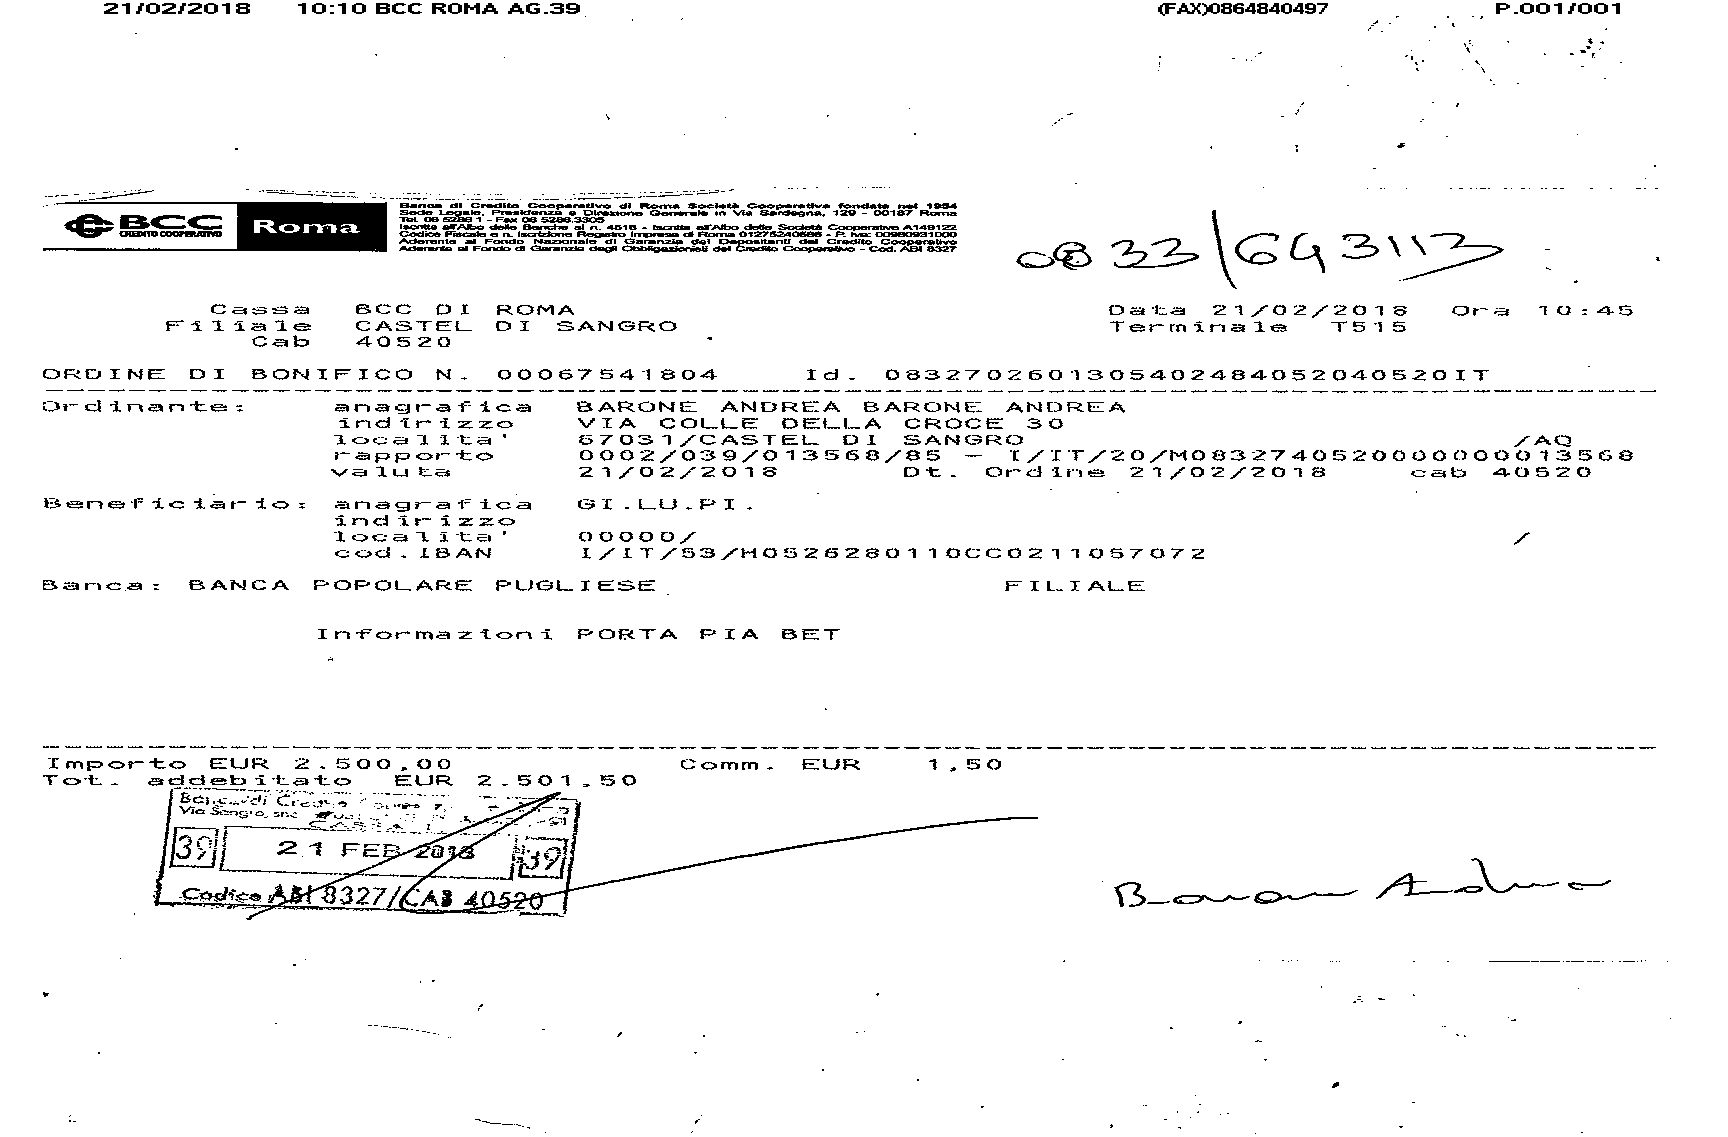 21/02/2018 10:10 BCC ROMA AG.39 (FAX)0864840497 P.001/001
BCC Roma
CREDITO COOPERATIVO
Banca di Credito Cooperativo di Roma Società Cooperativa fondata nel 1954
Sede Legale, Presidenza e Direzione Generale in Via Sardegna, 129 - 00187 Roma
Tel. 06 5286 1 - Fax 06 5286.3305
Iscritta all'Albo delle Banche al n. 4516 - Iscritta all'Albo delle Società Cooperative A149122
Codice Fiscale e n. Iscrizione Registro Imprese di Roma 01275240586 - P. Iva: 00980931000
Aderente al Fondo Nazionale di Garanzia dei Depositanti del Credito Cooperativo
Aderente al Fondo di Garanzia degli Obbligazionisti del Credito Cooperativo - Cod. ABI 8327
0833/643113
Cassa BCC DI ROMA Data 21/02/2018 Ora 10:45
Filiale CASTEL DI SANGRO Terminale T515
Cab 40520
ORDINE DI BONIFICO N. 00067541804 Id. 0832702601305402484052040520IT
Ordinante: anagrafica BARONE ANDREA BARONE ANDREA
indirizzo VIA COLLE DELLA CROCE 30
localita' 67031/CASTEL DI SANGRO /AQ
rapporto 0002/039/013568/85 - I/IT/20/M0832740520000000013568
valuta 21/02/2018 Dt. Ordine 21/02/2018 cab 40520
Beneficiario: anagrafica GI.LU.PI.
indirizzo
localita' 00000/ /
cod.IBAN I/IT/53/H0526280110CC0211057072
Banca: BANCA POPOLARE PUGLIESE FILIALE
Informazioni PORTA PIA BET
Importo EUR 2.500,00 Comm. EUR 1,50
Tot. addebitato EUR 2.501,50
Via Sangro, snc
39 21 FEB 2018 39
Codice ABI 8327/CAB 40520
Barone Andrea